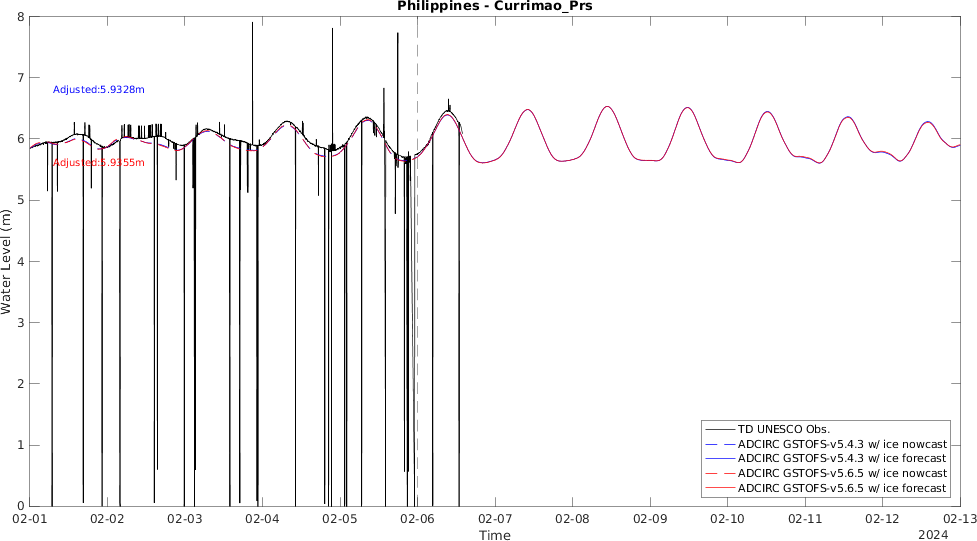 Philippines - Currimao_Prs
8
7
6
5
4
3
2
1
0
Water Level (m)
Adjusted:5.9328m
Adjusted:5.9355m
TD UNESCO Obs.
ADCIRC GSTOFS-v5.4.3 w/ ice nowcast
ADCIRC GSTOFS-v5.4.3 w/ ice forecast
ADCIRC GSTOFS-v5.6.5 w/ ice nowcast
ADCIRC GSTOFS-v5.6.5 w/ ice forecast
02-01 02-02 02-03 02-04 02-05 02-06 02-07 02-08 02-09 02-10 02-11 02-12 02-13
Time
2024